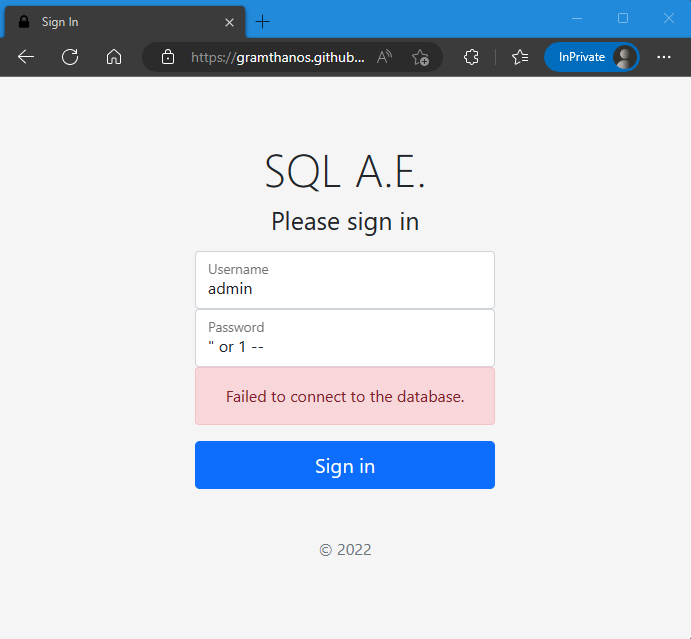 Sign In
https://gramthanos.github...
InPrivate
SQL A.E.
Please sign in
Username
admin
Password
" or 1 --
Failed to connect to the database.
Sign in
© 2022